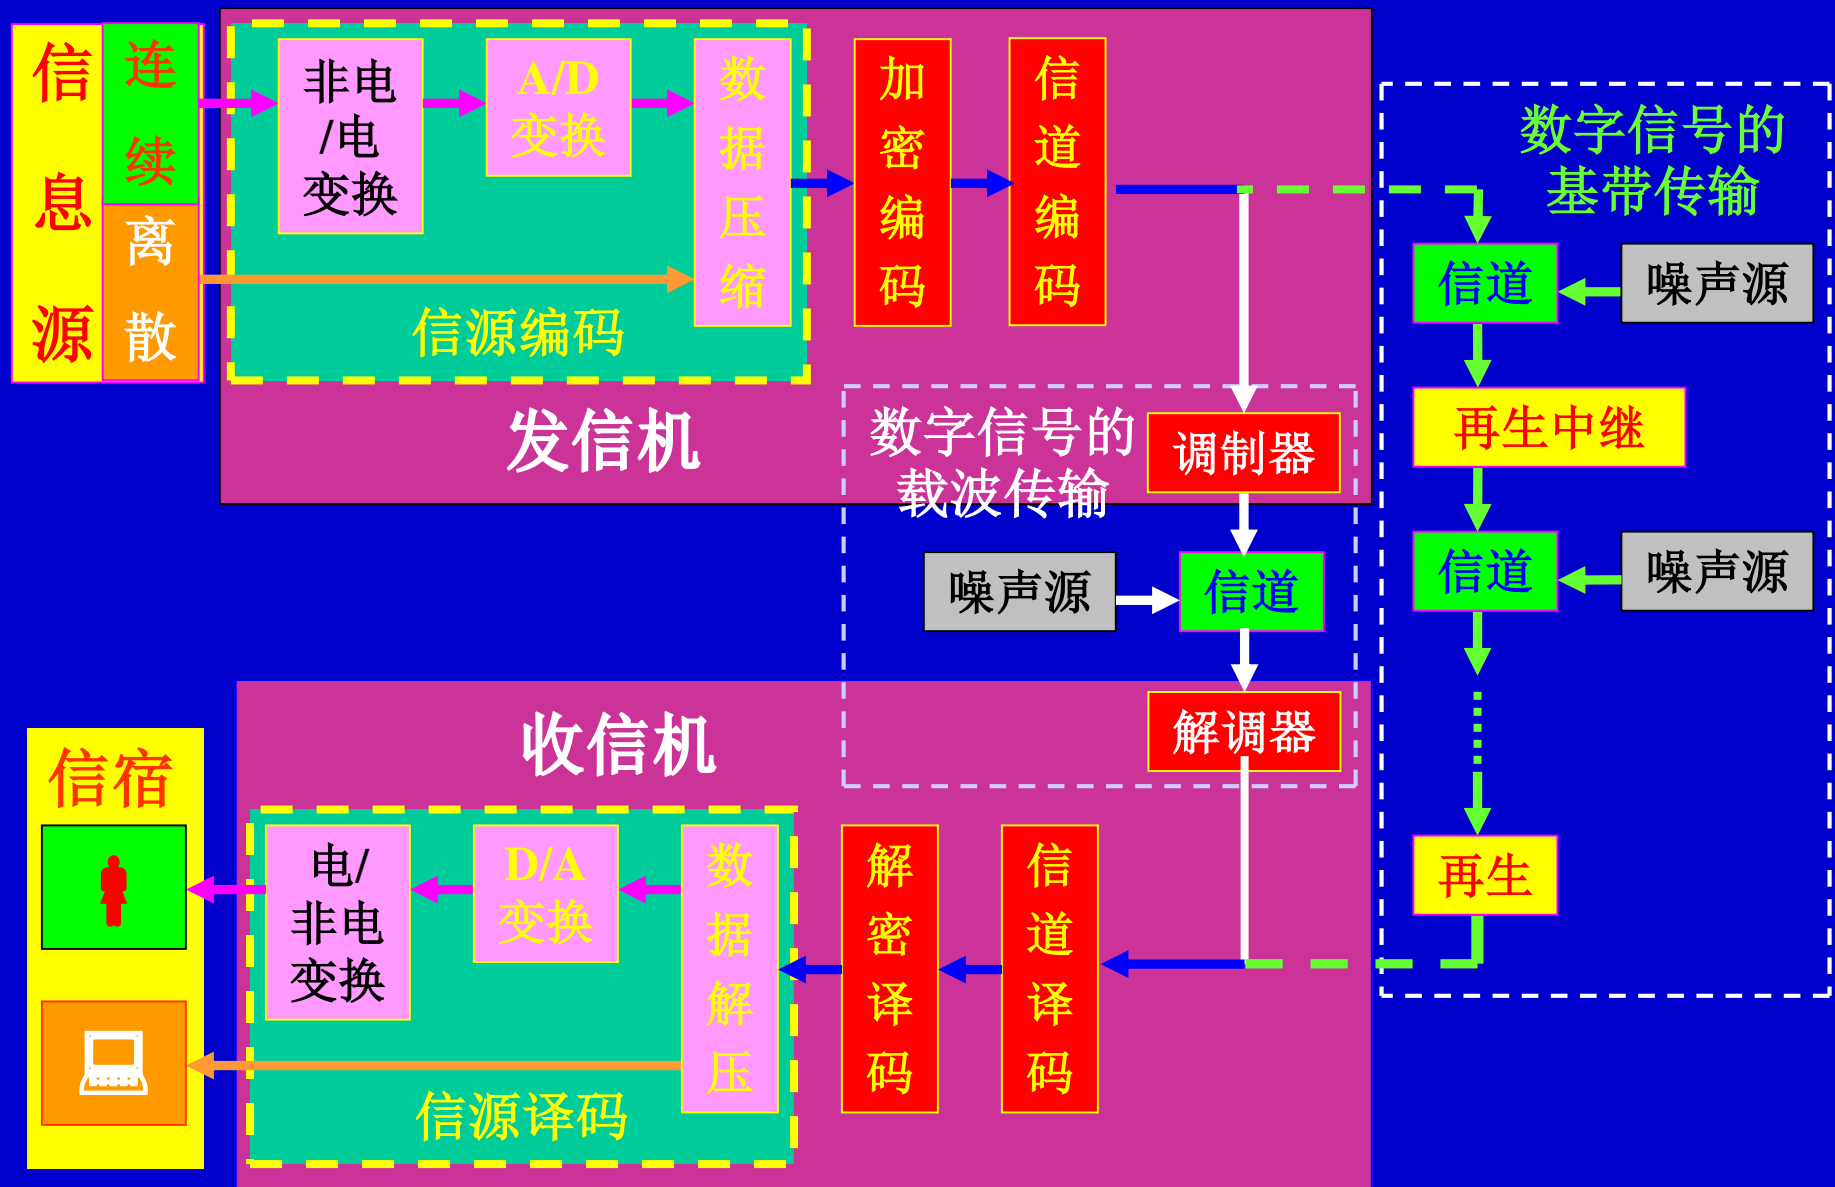 信息源
连续
离散
非电
/电
变换
A/D
变换
数据压缩
信源编码
加密编码
信道编码
发信机
数字信号的
载波传输
调制器
噪声源
信道
解调器
数字信号的
基带传输
信道
噪声源
再生中继
信道
噪声源
再生
收信机
信宿
电/
非电
变换
D/A
变换
数据解压
信源译码
解密译码
信道译码